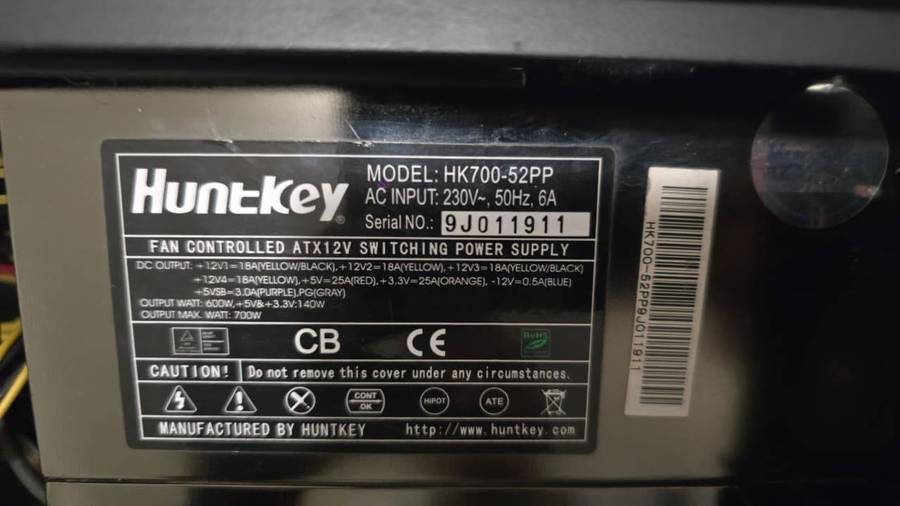 Huntkey®
MODEL: HK700-52PP
AC INPUT: 230V~, 50Hz, 6A
Serial NO.: 9J011911
FAN CONTROLLED ATX12V SWITCHING POWER SUPPLY
DC OUTPUT: +12V1=18A(YELLOW/BLACK),+12V2=18A(YELLOW),+12V3=18A(YELLOW/BLACK)
+12V4=18A(YELLOW),+5V=25A(RED),+3.3V=25A(ORANGE), -12V=0.5A(BLUE)
+5VSB=3.0A(PURPLE),PG(GRAY)
OUTPUT WATT: 600W,+5V&+3.3V:140W
OUTPUT MAX. WATT: 700W
CB CE RoHS
CAUTION! Do not remove this cover under any circumstances.
CONT OK HIPOT ATE
MANUFACTURED BY HUNTKEY http://www.huntkey.com
HK700-52PP9J011911